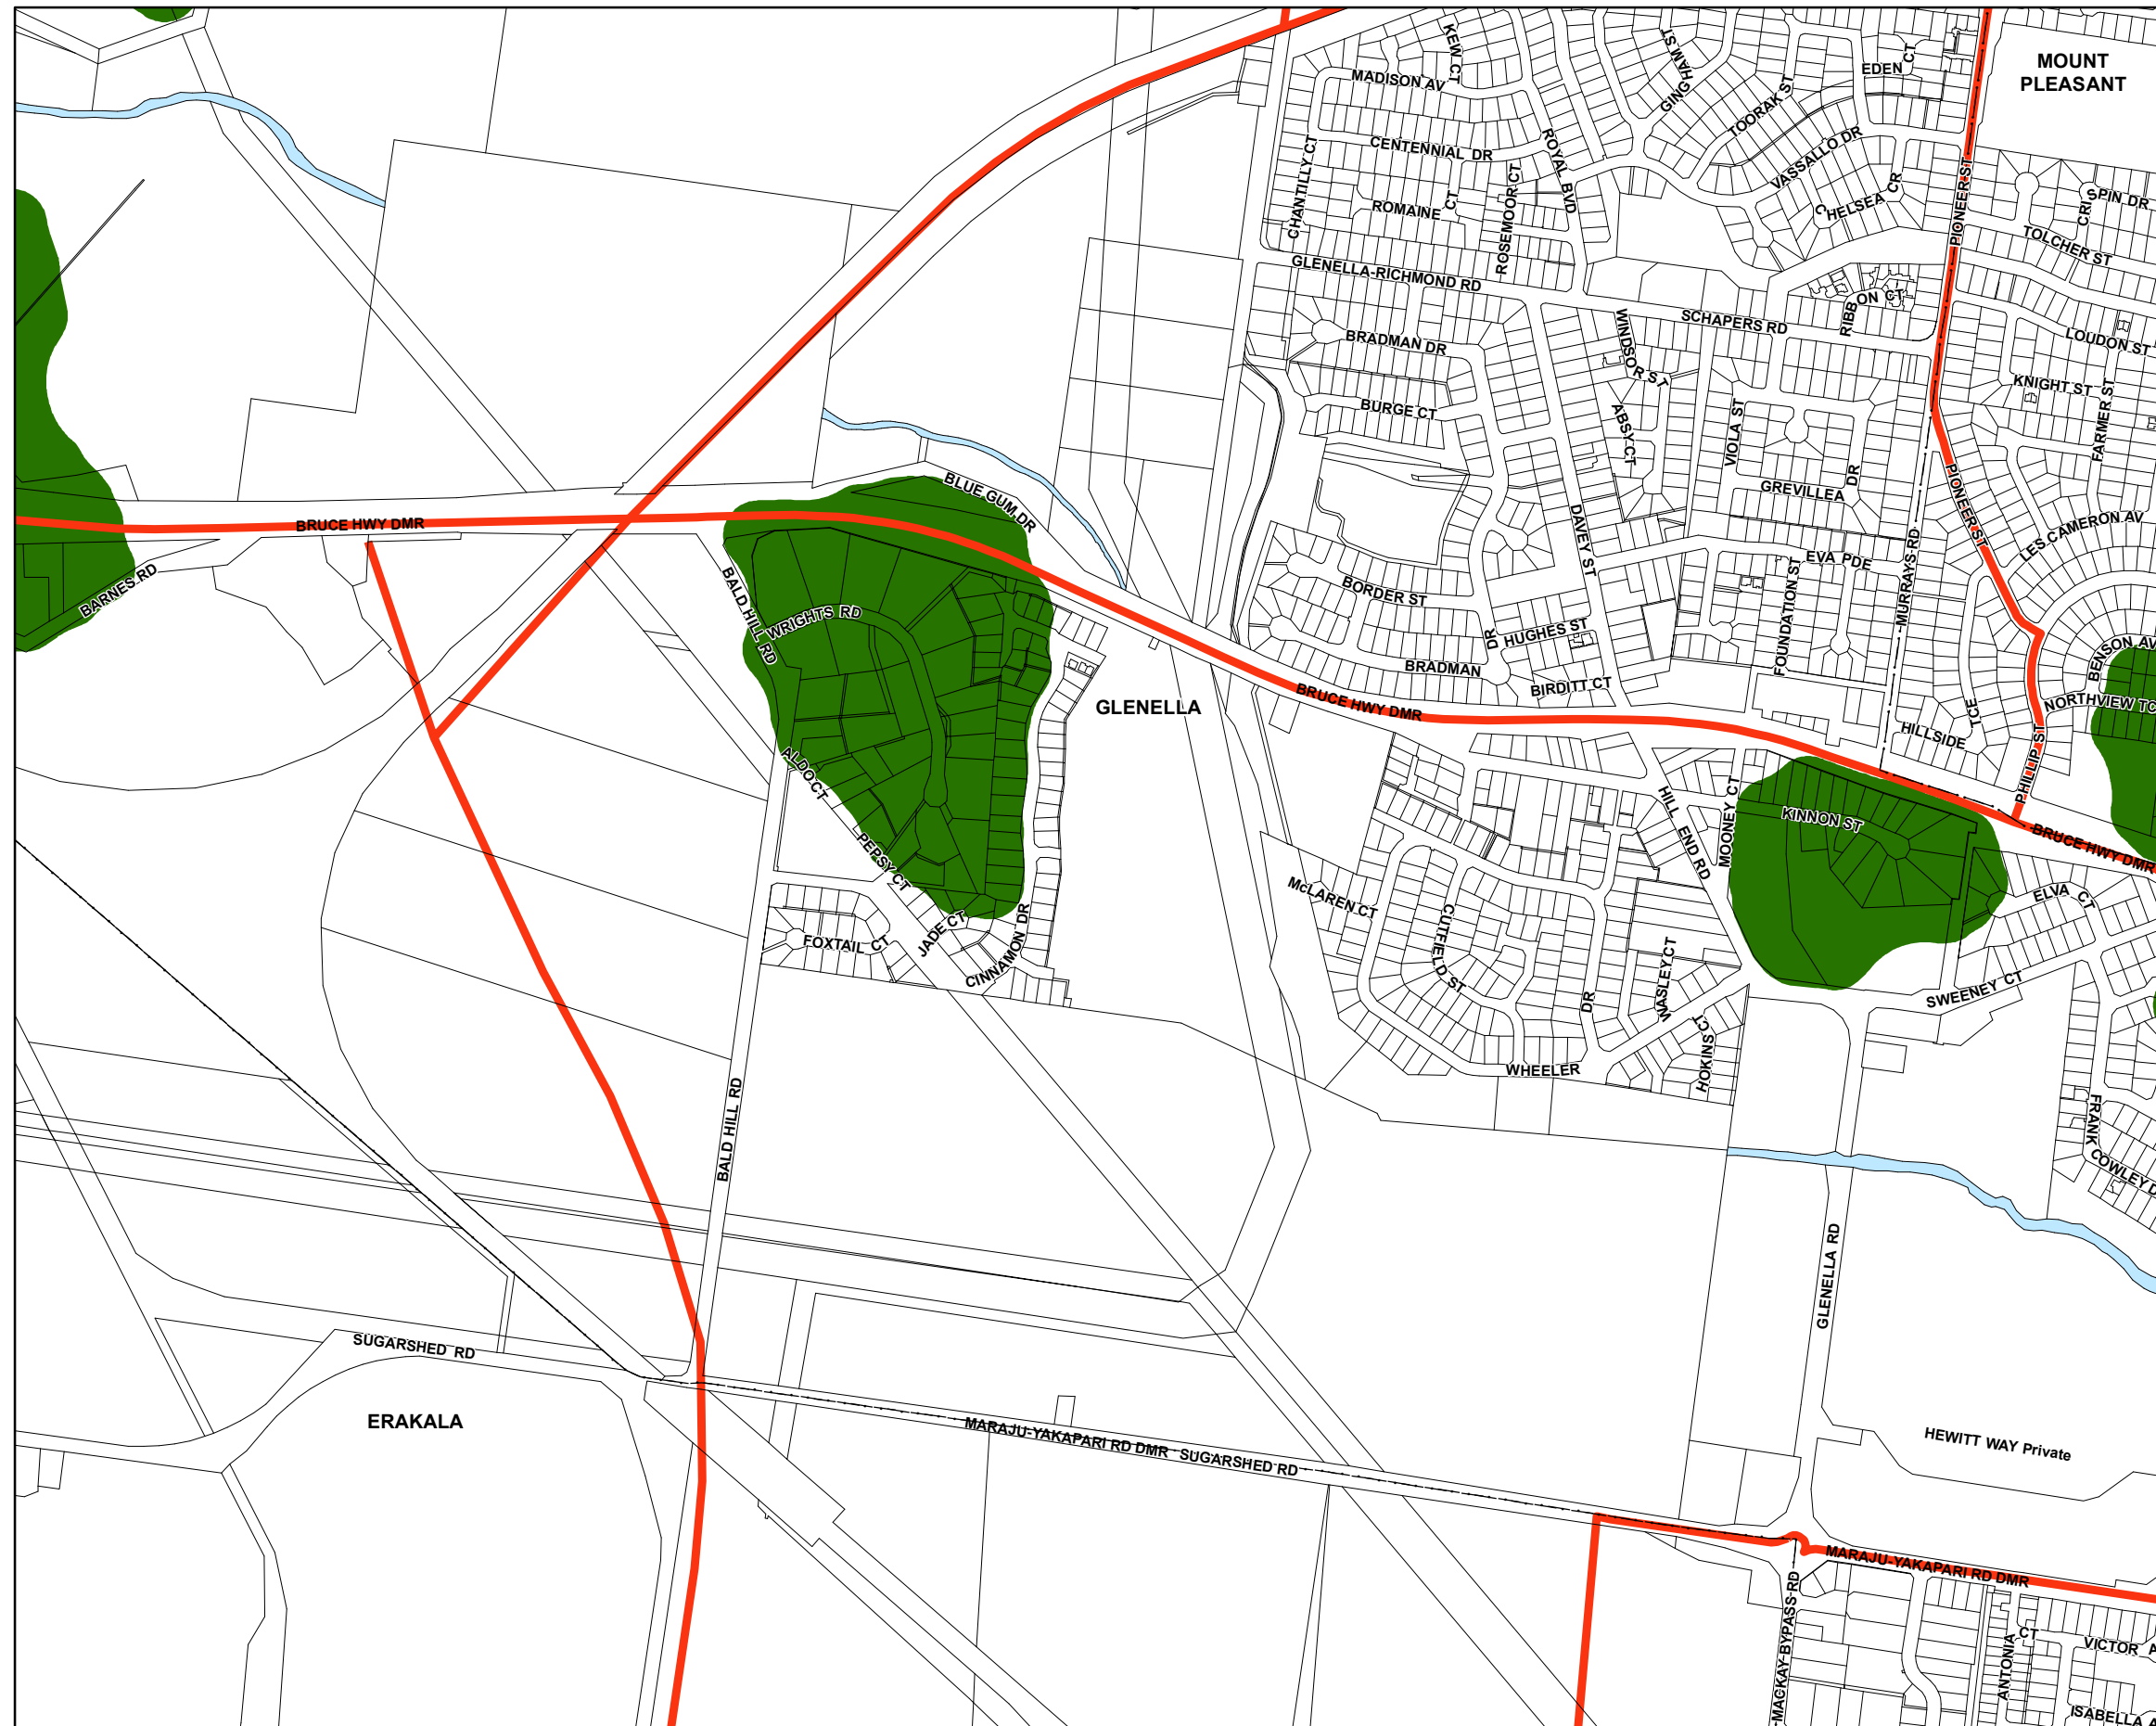 KEW CT
GINGHAM ST
EDEN CT
MOUNT
PLEASANT
MADISON AV
TOORAK ST
CENTENNIAL DR
ROYAL BVD
VASSALLO DR
CHANTILLY CT
ROMAINE CT
ROSEMOOR CT
CHELSEA CR
PIONEER ST
SPIN DR
CRI
TOLCHER ST
GLENELLA-RICHMOND RD
RIBBON CT
SCHAPERS RD
LOUDON ST
BRADMAN DR
WINDSOR ST
KNIGHT ST
FARMER ST
BURGE CT
ABSY CT
VIOLA ST
GREVILLEA DR
BLUE GUM DR
PIONEER ST
BRUCE HWY DMR
DAVEY ST
LES CAMERON AV
EVA PDE
MURRAYS RD
BARNES RD
BALD HILL RD
WRIGHTS RD
BORDER ST
FOUNDATION ST
HUGHES ST
BRADMAN DR
BIRDITT CT
BENSON AV
NORTHVIEW TC
GLENELLA
BRUCE HWY DMR
HILLSIDE TCE
PHILLIP ST
ALDO CT
HILL END RD
MOONEY CT
KINNON ST
BRUCE HWY DMR
PEPSY CT
McLAREN CT
ELVA CT
CUTFIELD ST
FOXTAIL CT
JADE CT
CINNAMON DR
WASLEY CT
SWEENEY CT
HOKINS CT
WHEELER DR
BALD HILL RD
FRANK
COWLEY D
GLENELLA RD
SUGARSHED RD
ERAKALA
MARAJU-YAKAPARI RD DMR - SUGARSHED RD
HEWITT WAY Private
MARAJU-YAKAPARI RD DMR
MACKAY-BYPASS-RD
ANTONIA CT
VICTOR A
ISABELLA A